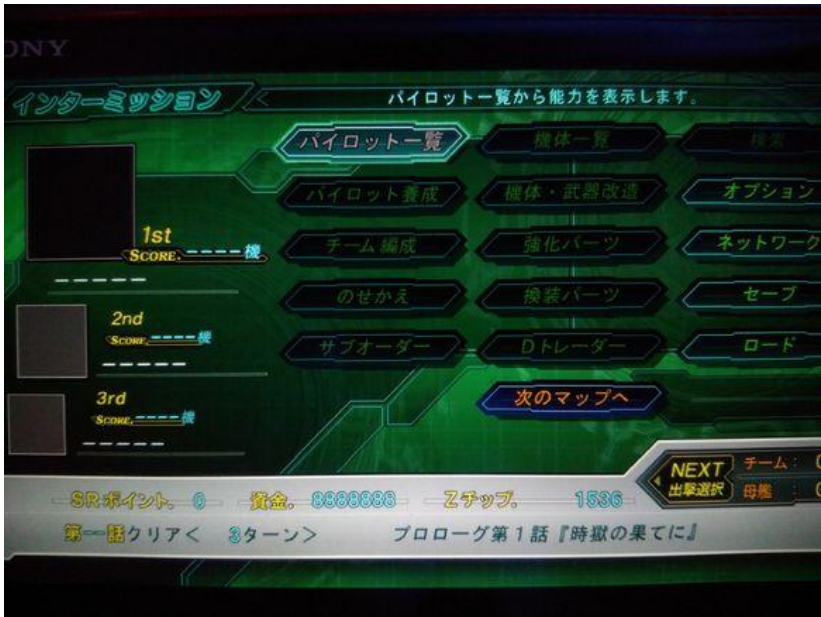 ONY
インターミッション
パイロット一覧から能力を表示します。
パイロット一覧 機体一覧 検索
パイロット養成 機体・武器改造 オプション
1st
SCORE. ----機
チーム編成 強化パーツ ネットワーク
-----
のせかえ 換装パーツ セーブ
2nd
SCORE. ----機
-----
サブオーダー Dトレーダー ロード
3rd
SCORE. ----機
-----
次のマップへ
NEXT チーム: 0
出撃選択 母艦 : 0
SRポイント. 0 資金. 8888888 Zチップ. 1536
第一話クリア< 3ターン> プロローグ第1話『時獄の果てに』